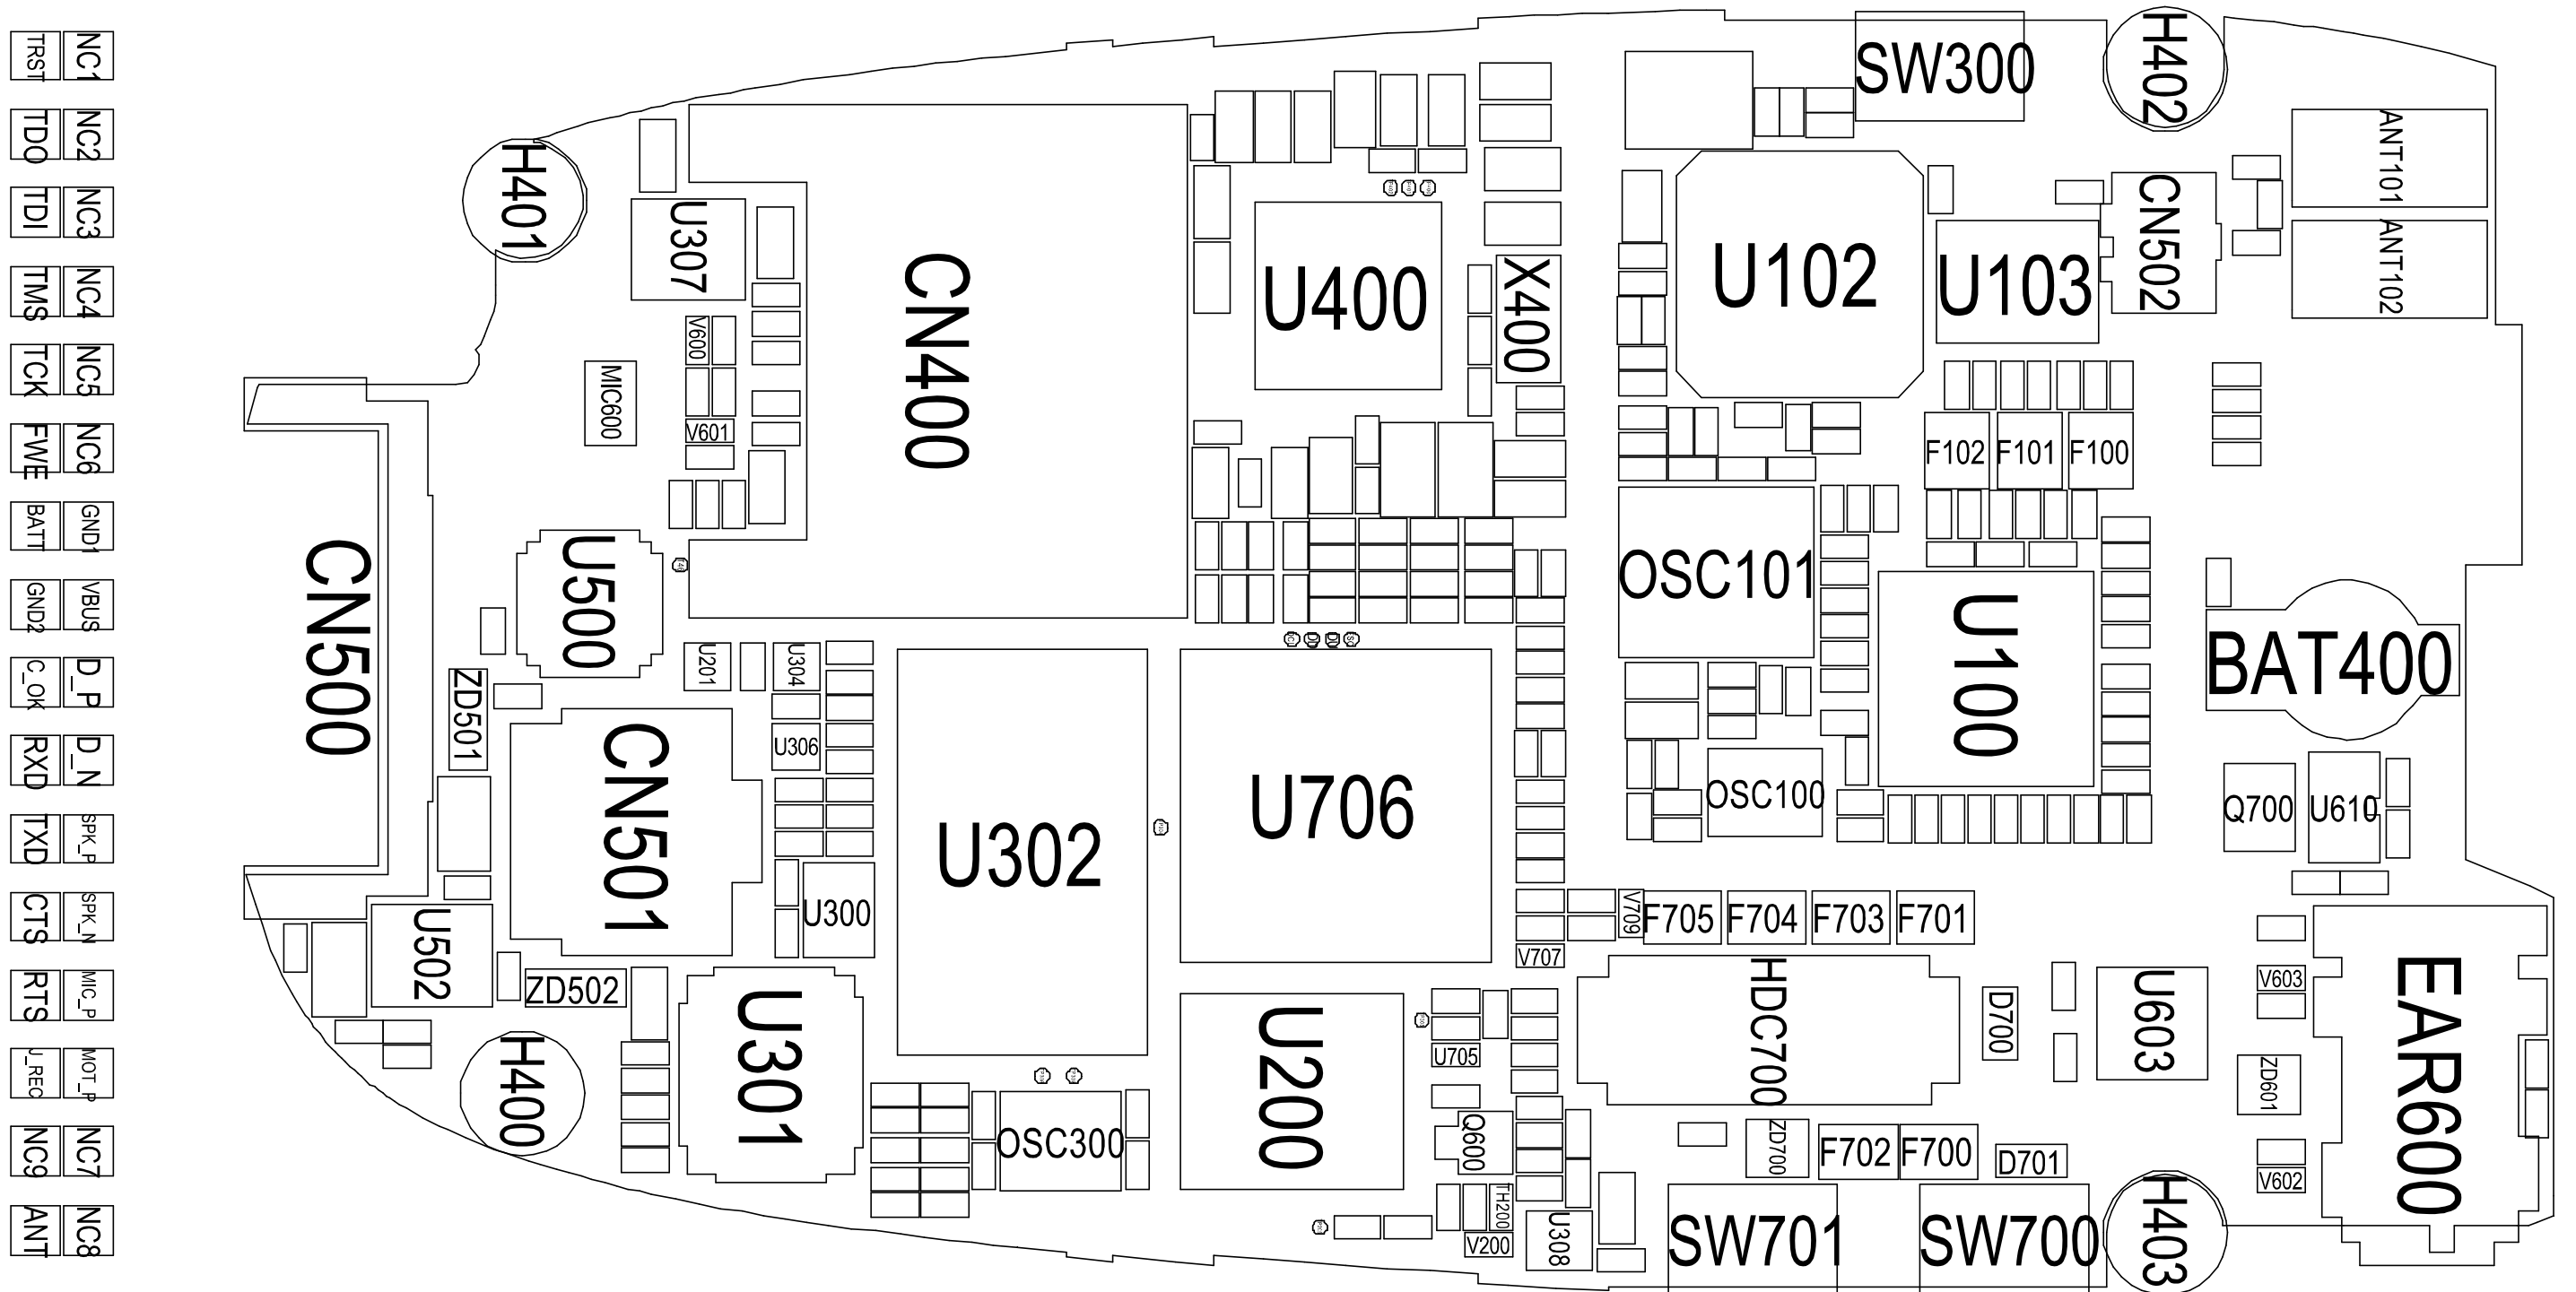 TRST NC1
TDO NC2
TDI NC3
TMS NC4
TCK NC5
FWE NC6
BATT GND1
GND2 VBUS
C_OK D_P
RXD D_N
TXD SPK_P
CTS SPK_N
RTS MIC_P
J_REC MOT_P
NC9 NC7
ANT NC8
H401
U307
V600
MIC600
V601
CN400
U400
X400
CN500
U500
ZD501
U201
U304
U306
CN501
U300
U502
ZD502
H400
U301
U302
OSC300
U706
U200
U705
Q600
TH200
V200
U308
V707
V709
SW300
H402
ANT101
ANT102
CN502
U102
U103
F102
F101
F100
OSC101
U100
OSC100
BAT400
Q700
U610
F705
F704
F703
F701
HDC700
D700
U603
V603
ZD601
V602
EAR600
ZD700
F702
F700
D701
SW701
SW700
H403